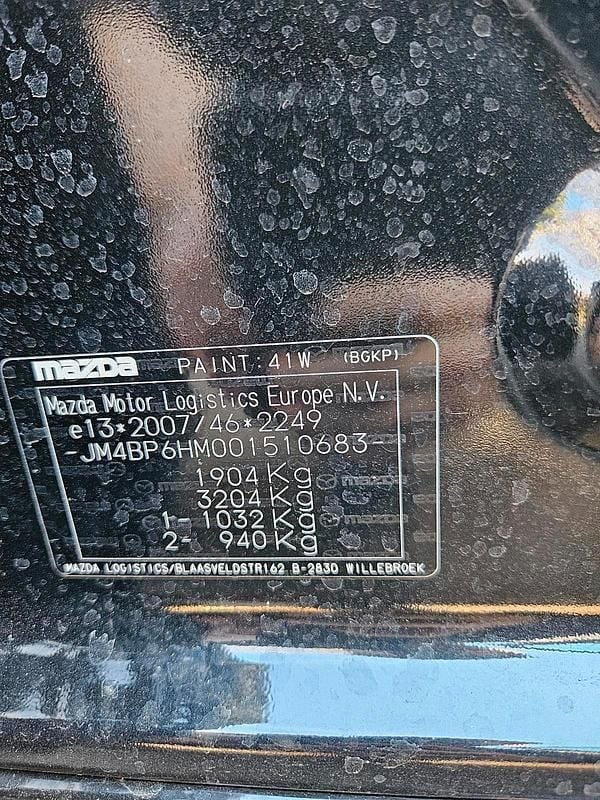 mazda PAINT: 41W (BGKP)
Mazda Motor Logistics Europe N.V.
e13*2007/46*2249
-JM4BP6HM001510683
1904 Kg
3204 Kg
1- 1032 Kg
2- 940 Kg
MAZDA LOGISTICS/BLAASVELDSTR162 B-2830 WILLEBROEK